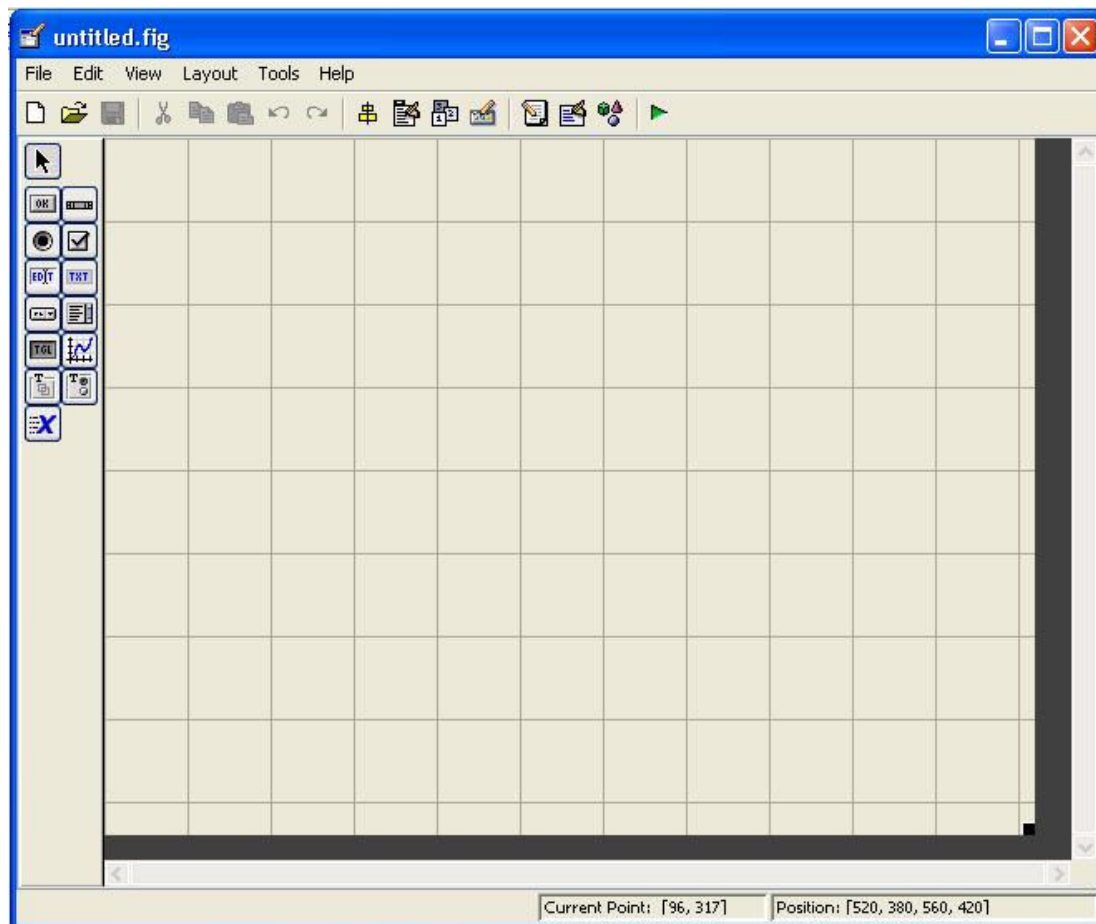 untitled.fig
File Edit View Layout Tools Help
OK
EDIT TXT
TGL
T T
X
Current Point: [96, 317] Position: [520, 380, 560, 420]